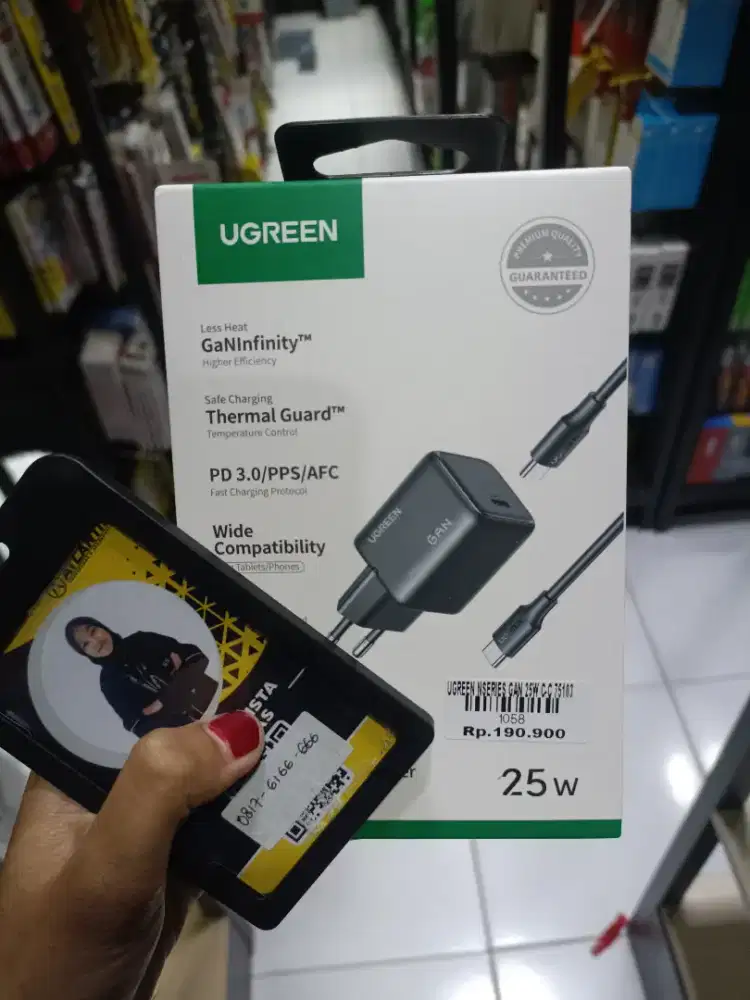 UGREEN
PREMIUM QUALITY
GUARANTEED
Less Heat
GaNInfinity™
Higher Efficiency
Safe Charging
Thermal Guard™
Temperature Control
PD 3.0/PPS/AFC
Fast Charging Protocol
Wide
Compatibility
Tablets/Phones
UGREEN
GAN
UGREEN NSERIES GAN 25W C-C 75183
1058
Rp.190.900
25W
0817-6166-666